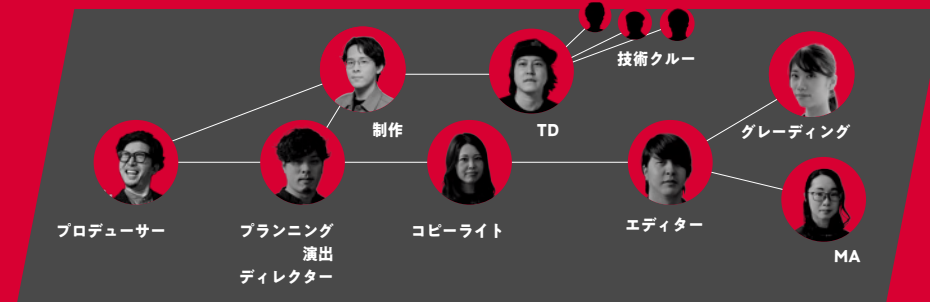 技術クルー
制作
TD
グレーディング
プロデューサー
プランニング
演出
ディレクター
コピーライト
エディター
MA